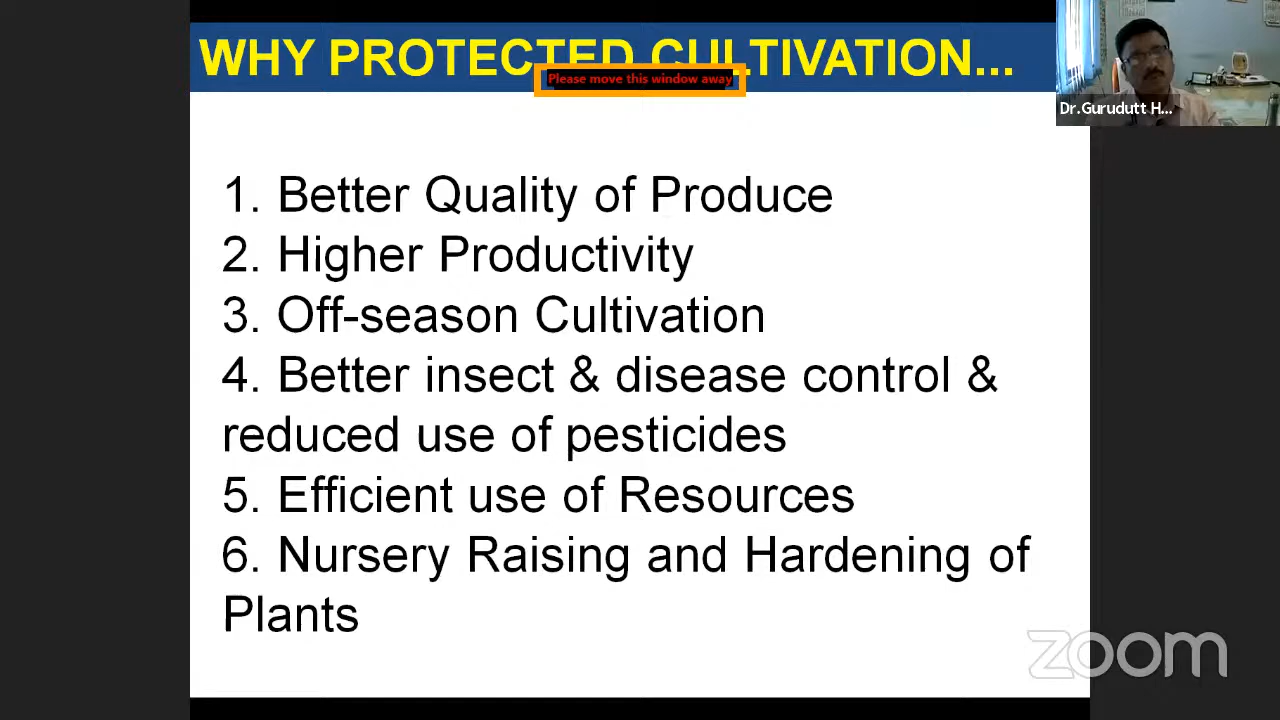 WHY PROTECTED CULTIVATION...
Please move this window away
Dr.Gurudutt H...
1. Better Quality of Produce
2. Higher Productivity
3. Off-season Cultivation
4. Better insect & disease control &
reduced use of pesticides
5. Efficient use of Resources
6. Nursery Raising and Hardening of
Plants
zoom